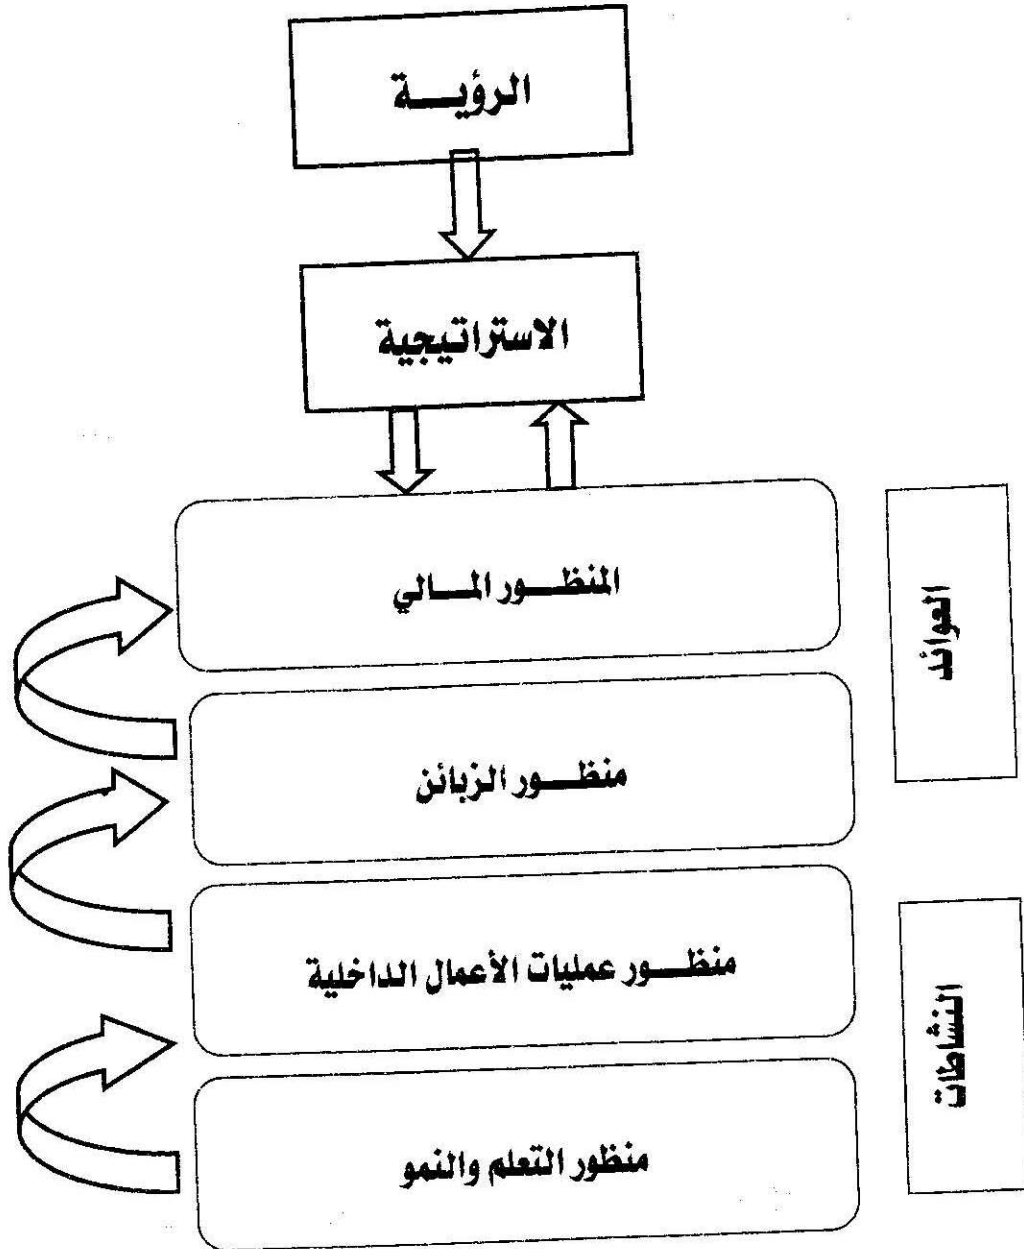 الرؤيـــة
الاستراتيجية
المنظـــور المـــالي
العوائد
منظـــور الزبائن
منظـــور عمليات الأعمال الداخلية
النشاطات
منظور التعلم والنمو